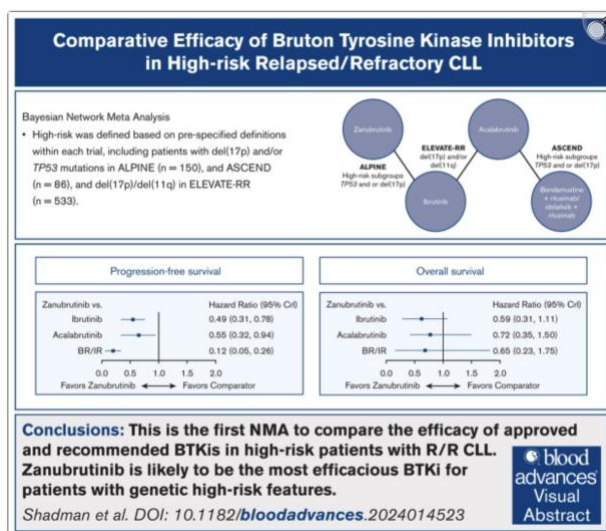 Comparative Efficacy of Bruton Tyrosine Kinase Inhibitors
in High-risk Relapsed/Refractory CLL
Bayesian Network Meta Analysis
• High-risk was defined based on pre-specified definitions
within each trial, including patients with del(17p) and/or
TP53 mutations in ALPINE (n = 150), and ASCEND
(n = 86), and del(17p)/del(11q) in ELEVATE-RR
(n = 533).
Zanubrutinib
Acalabrutinib
ALPINE
High-risk subgroups
TP53 and or del(17p)
ELEVATE-RR
del(17p) and/or
del(11q)
ASCEND
High-risk subgroups
TP53 and or del(17p)
Ibrutinib
Bendamustine
+ rituximab/
idelalisib +
rituximab
Progression-free survival
Zanubrutinib vs. Hazard Ratio (95% CrI)
Ibrutinib 0.49 (0.31, 0.78)
Acalabrutinib 0.55 (0.32, 0.94)
BR/IR 0.12 (0.05, 0.26)
0.0 0.5 1.0 1.5 2.0
Favors Zanubrutinib Favors Comparator
Overall survival
Zanubrutinib vs. Hazard Ratio (95% CrI)
Ibrutinib 0.59 (0.31, 1.11)
Acalabrutinib 0.72 (0.35, 1.50)
BR/IR 0.65 (0.23, 1.75)
0.0 0.5 1.0 1.5 2.0
Favors Zanubrutinib Favors Comparator
Conclusions: This is the first NMA to compare the efficacy of approved
and recommended BTKis in high-risk patients with R/R CLL.
Zanubrutinib is likely to be the most efficacious BTKi for
patients with genetic high-risk features.
Shadman et al. DOI: 10.1182/bloodadvances.2024014523
blood
advances
Visual
Abstract